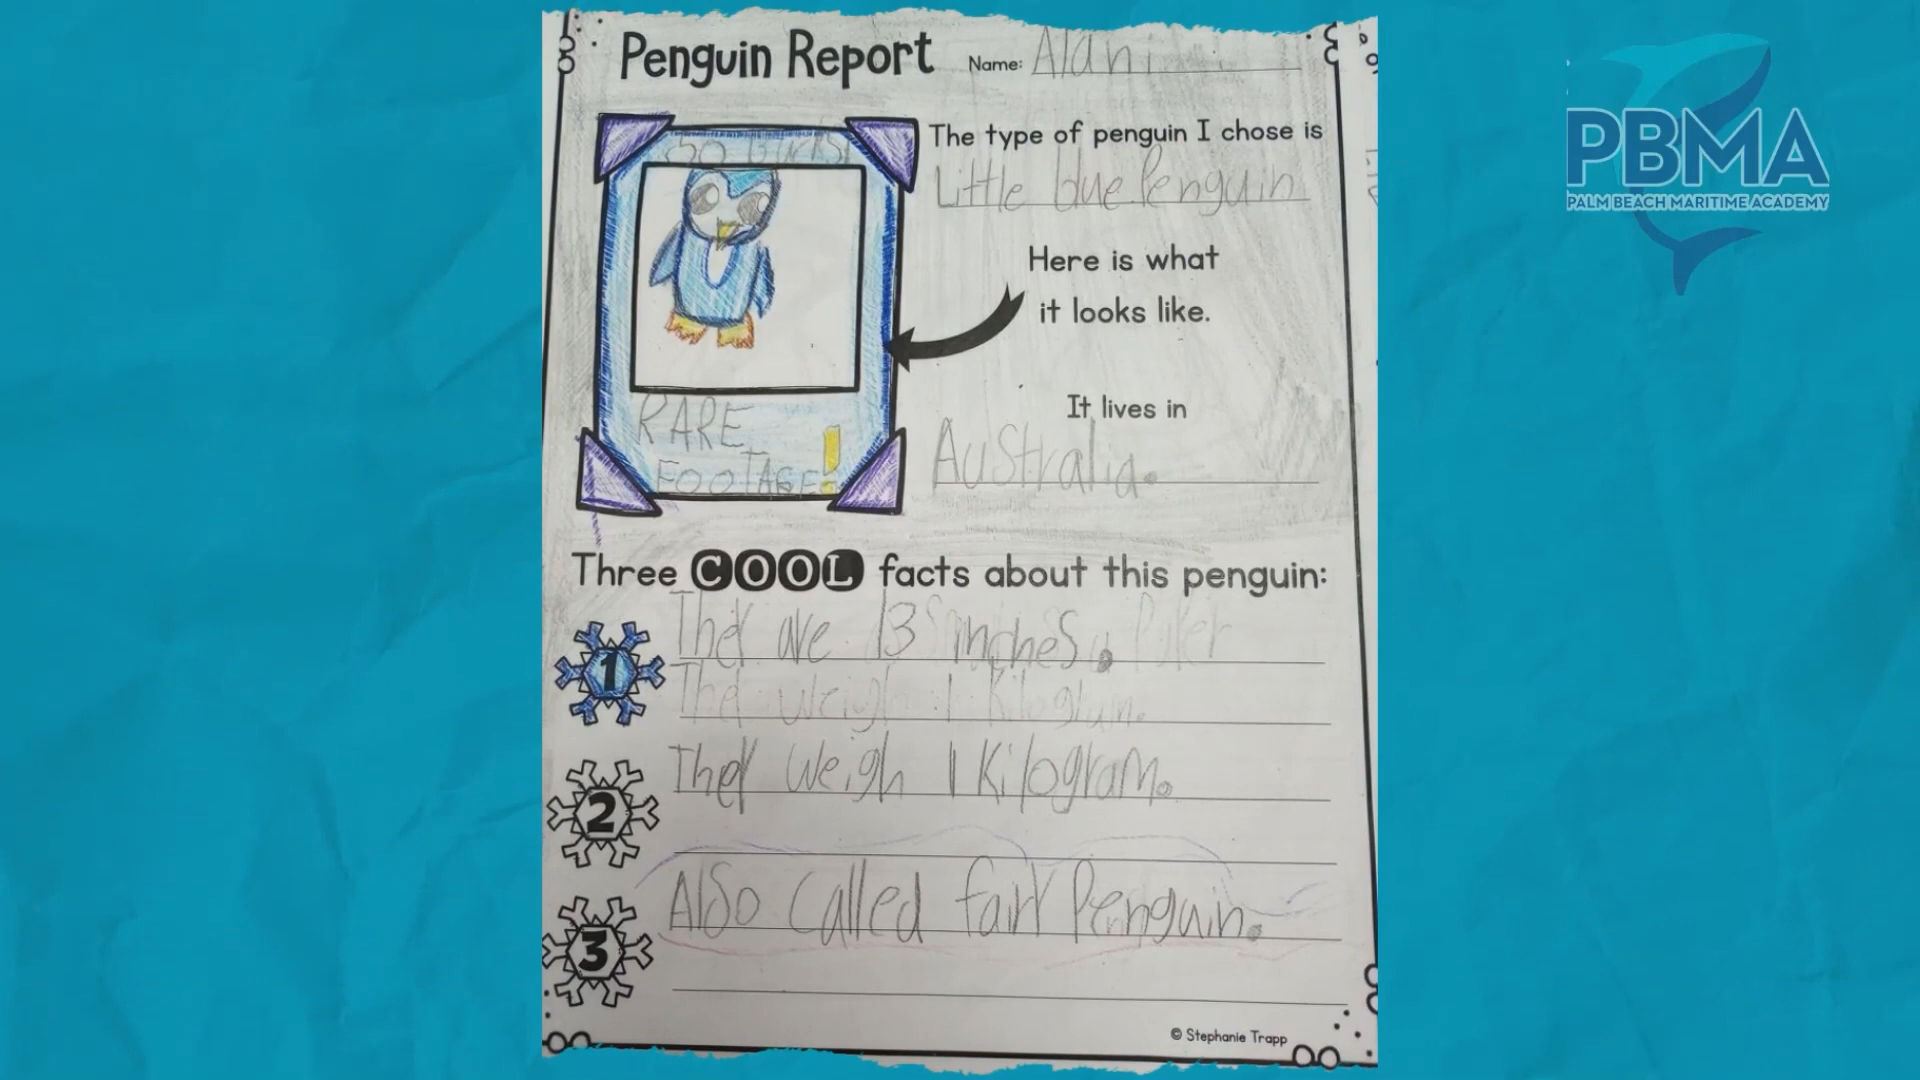 Penguin Report Name: Alani
PBMA
PALM BEACH MARITIME ACADEMY
The type of penguin I chose is
Little blue Penguin
GO Birds!
Here is what
it looks like.
It lives in
Australia.
RARE
FOOTAGE!
Three COOL facts about this penguin:
1
They are 13 inches.
They weigh 1 Kilogram.
2
They weigh 1 Kilogram.
3
Also Called fairy Penguin.
© Stephanie Trapp